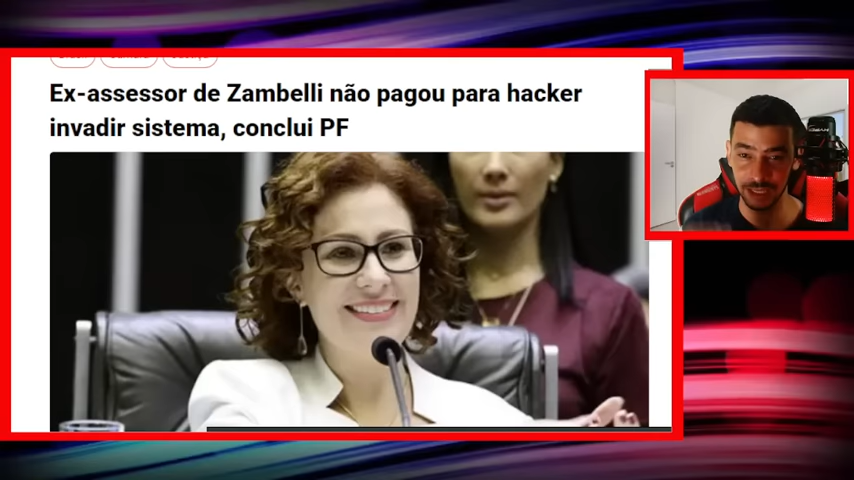 Ex-assessor de Zambelli não pagou para hacker
invadir sistema, conclui PF